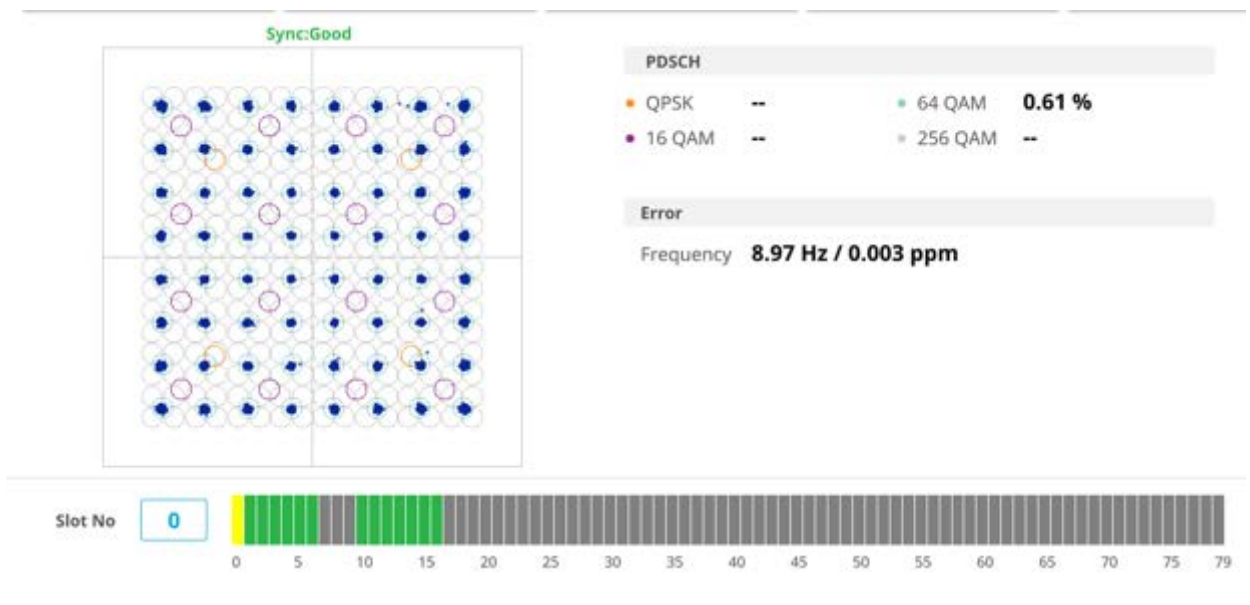 Sync:Good
PDSCH
QPSK -- 64 QAM 0.61 %
16 QAM -- 256 QAM --
Error
Frequency 8.97 Hz / 0.003 ppm
Slot No 0
0 5 10 15 20 25 30 35 40 45 50 55 60 65 70 75 79